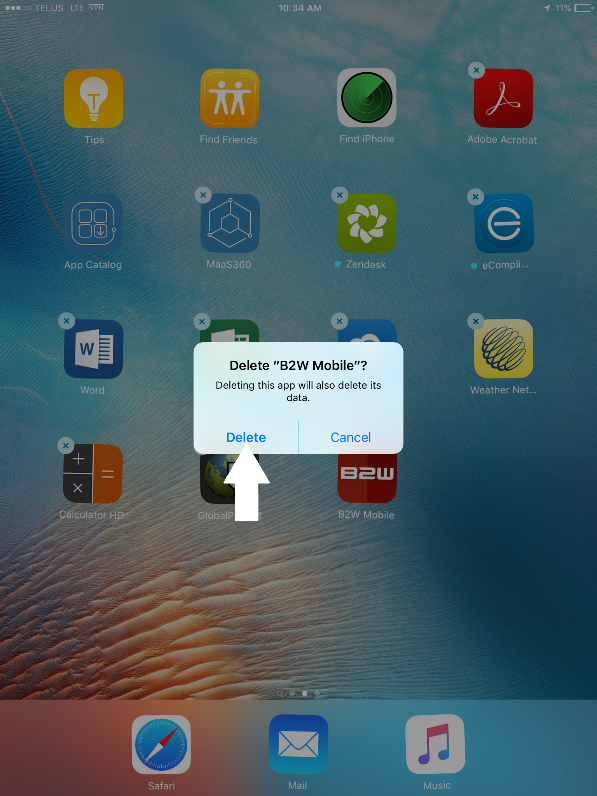 TELUS LTE VPN 10:34 AM 11%
Tips Find Friends Find iPhone Adobe Acrobat
App Catalog MaaS360 Zendesk eCompli...
W
Word Weather Net...
Delete “B2W Mobile”?
Deleting this app will also delete its
data.
Delete Cancel
B2W
Calculator HD B2W Mobile
Safari Mail Music